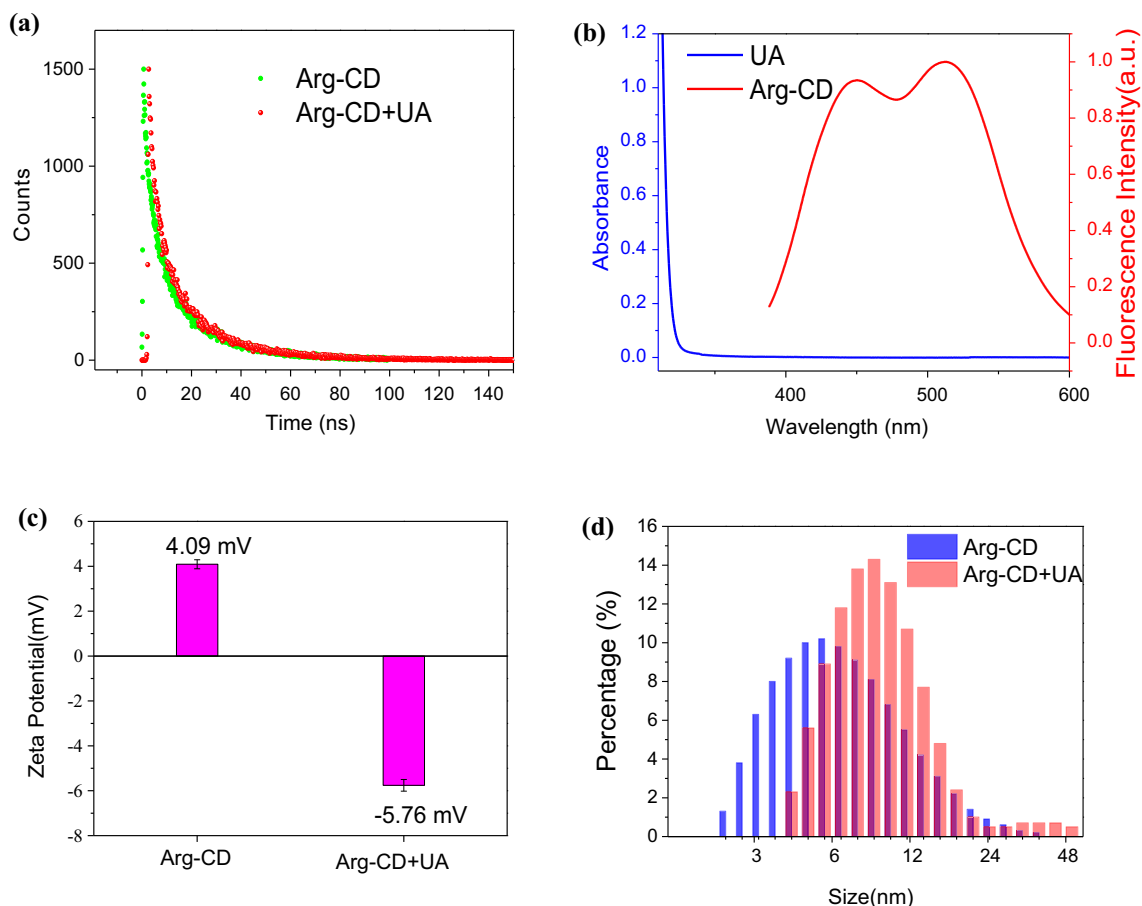 (a)
1500
1000
500
0
Counts
Arg-CD
Arg-CD+UA
0 20 40 60 80 100 120 140
Time (ns)
(b)
1.2
1.0
0.8
0.6
0.4
0.2
0.0
Absorbance
UA
Arg-CD
1.0
0.8
0.6
0.4
0.2
0.0
Fluorescence Intensity(a.u.)
400 500 600
Wavelength (nm)
(c)
6
4
2
0
-2
-4
-6
-8
Zeta Potential(mV)
4.09 mV
-5.76 mV
Arg-CD Arg-CD+UA
(d)
16
14
12
10
8
6
4
2
0
Percentage (%)
Arg-CD
Arg-CD+UA
3 6 12 24 48
Size(nm)